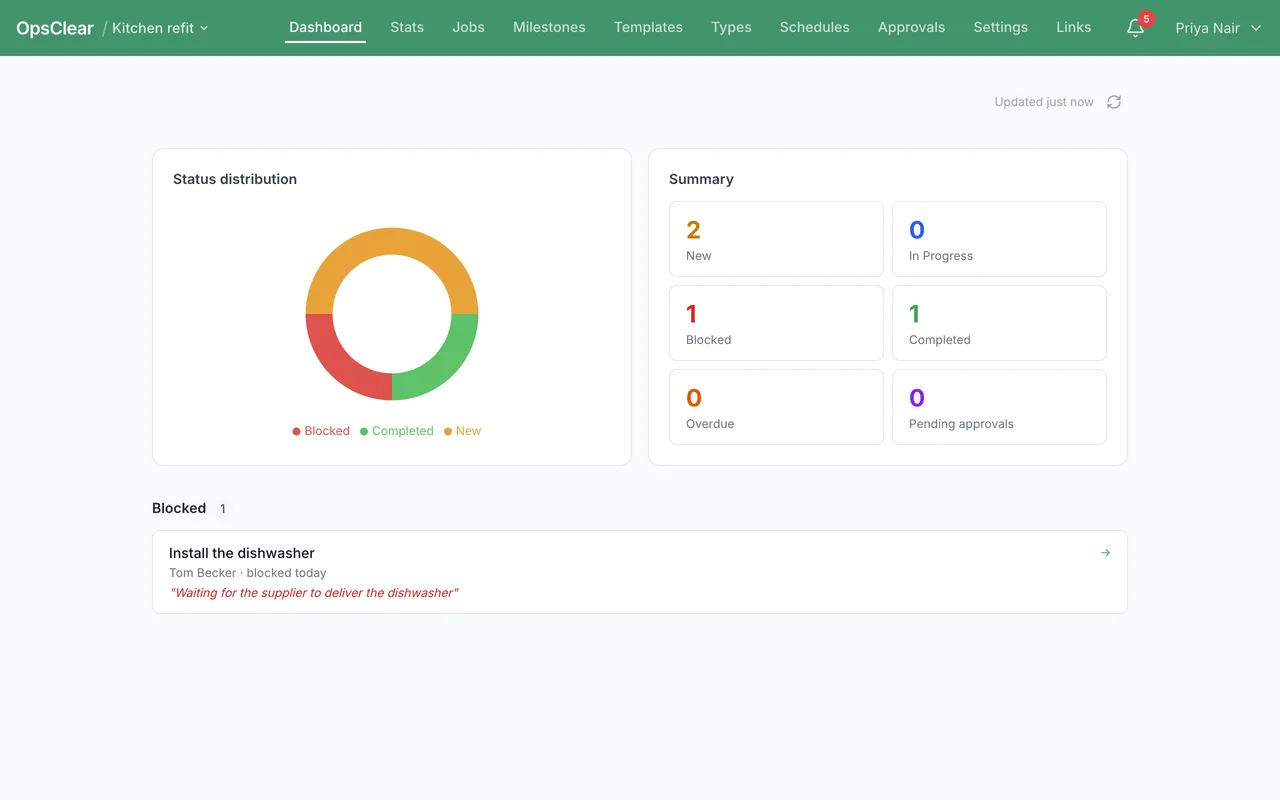 OpsClear / Kitchen refit Dashboard Stats Jobs Milestones Templates Types Schedules Approvals Settings Links 5 Priya Nair
Updated just now
Status distribution
Blocked Completed New
Summary
2
New
0
In Progress
1
Blocked
1
Completed
0
Overdue
0
Pending approvals
Blocked 1
Install the dishwasher
Tom Becker · blocked today
"Waiting for the supplier to deliver the dishwasher"